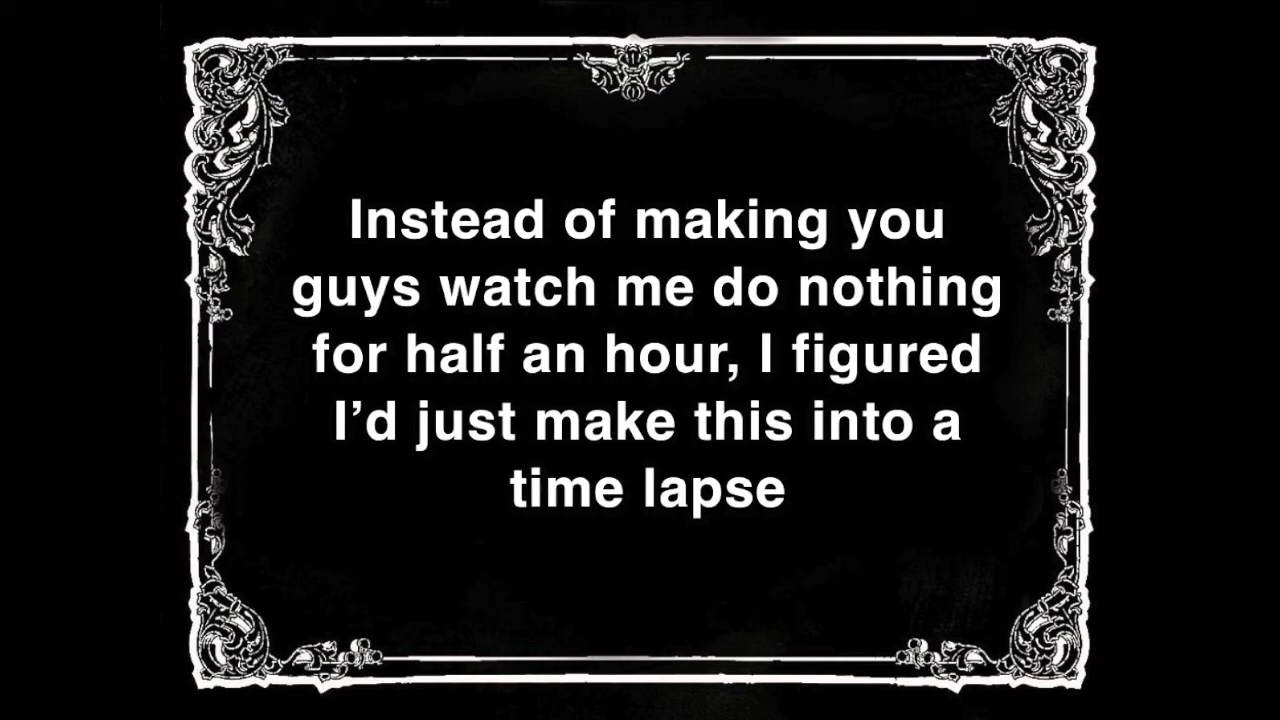 Instead of making you
guys watch me do nothing
for half an hour, I figured
I’d just make this into a
time lapse